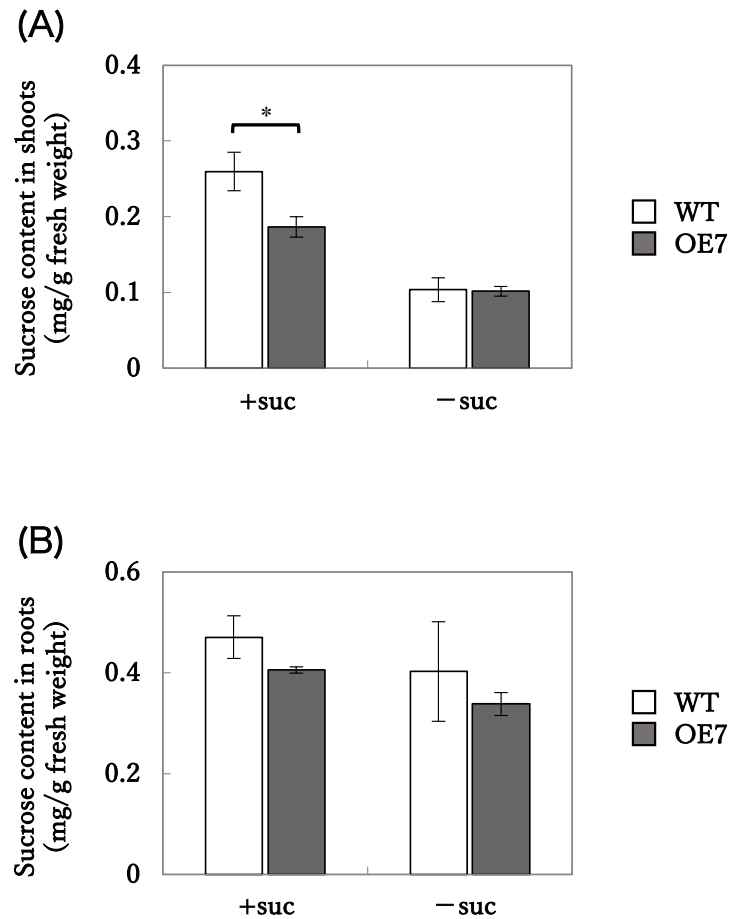 (A)
Sucrose content in shoots
(mg/g fresh weight)
0.4
0.3
0.2
0.1
0
*
+suc
－suc
WT
OE7
(B)
Sucrose content in roots
(mg/g fresh weight)
0.6
0.4
0.2
0
+suc
－suc
WT
OE7